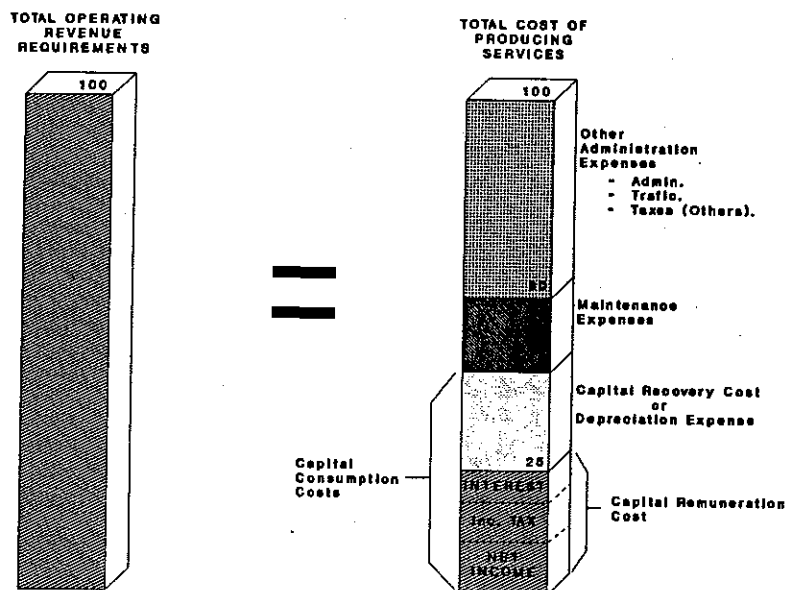 TOTAL OPERATING
REVENUE
REQUIREMENTS
100
TOTAL COST OF
PRODUCING
SERVICES
100
Other
Administration
Expenses
- Admin.
- Trafic.
- Taxes (Others).
Maintenance
Expenses
Capital Recovery Cost
or
Depreciation Expense
25
Capital
Consumption
Costs
INTEREST
Inc. TAX
NET
INCOME
Capital Remuneration
Cost